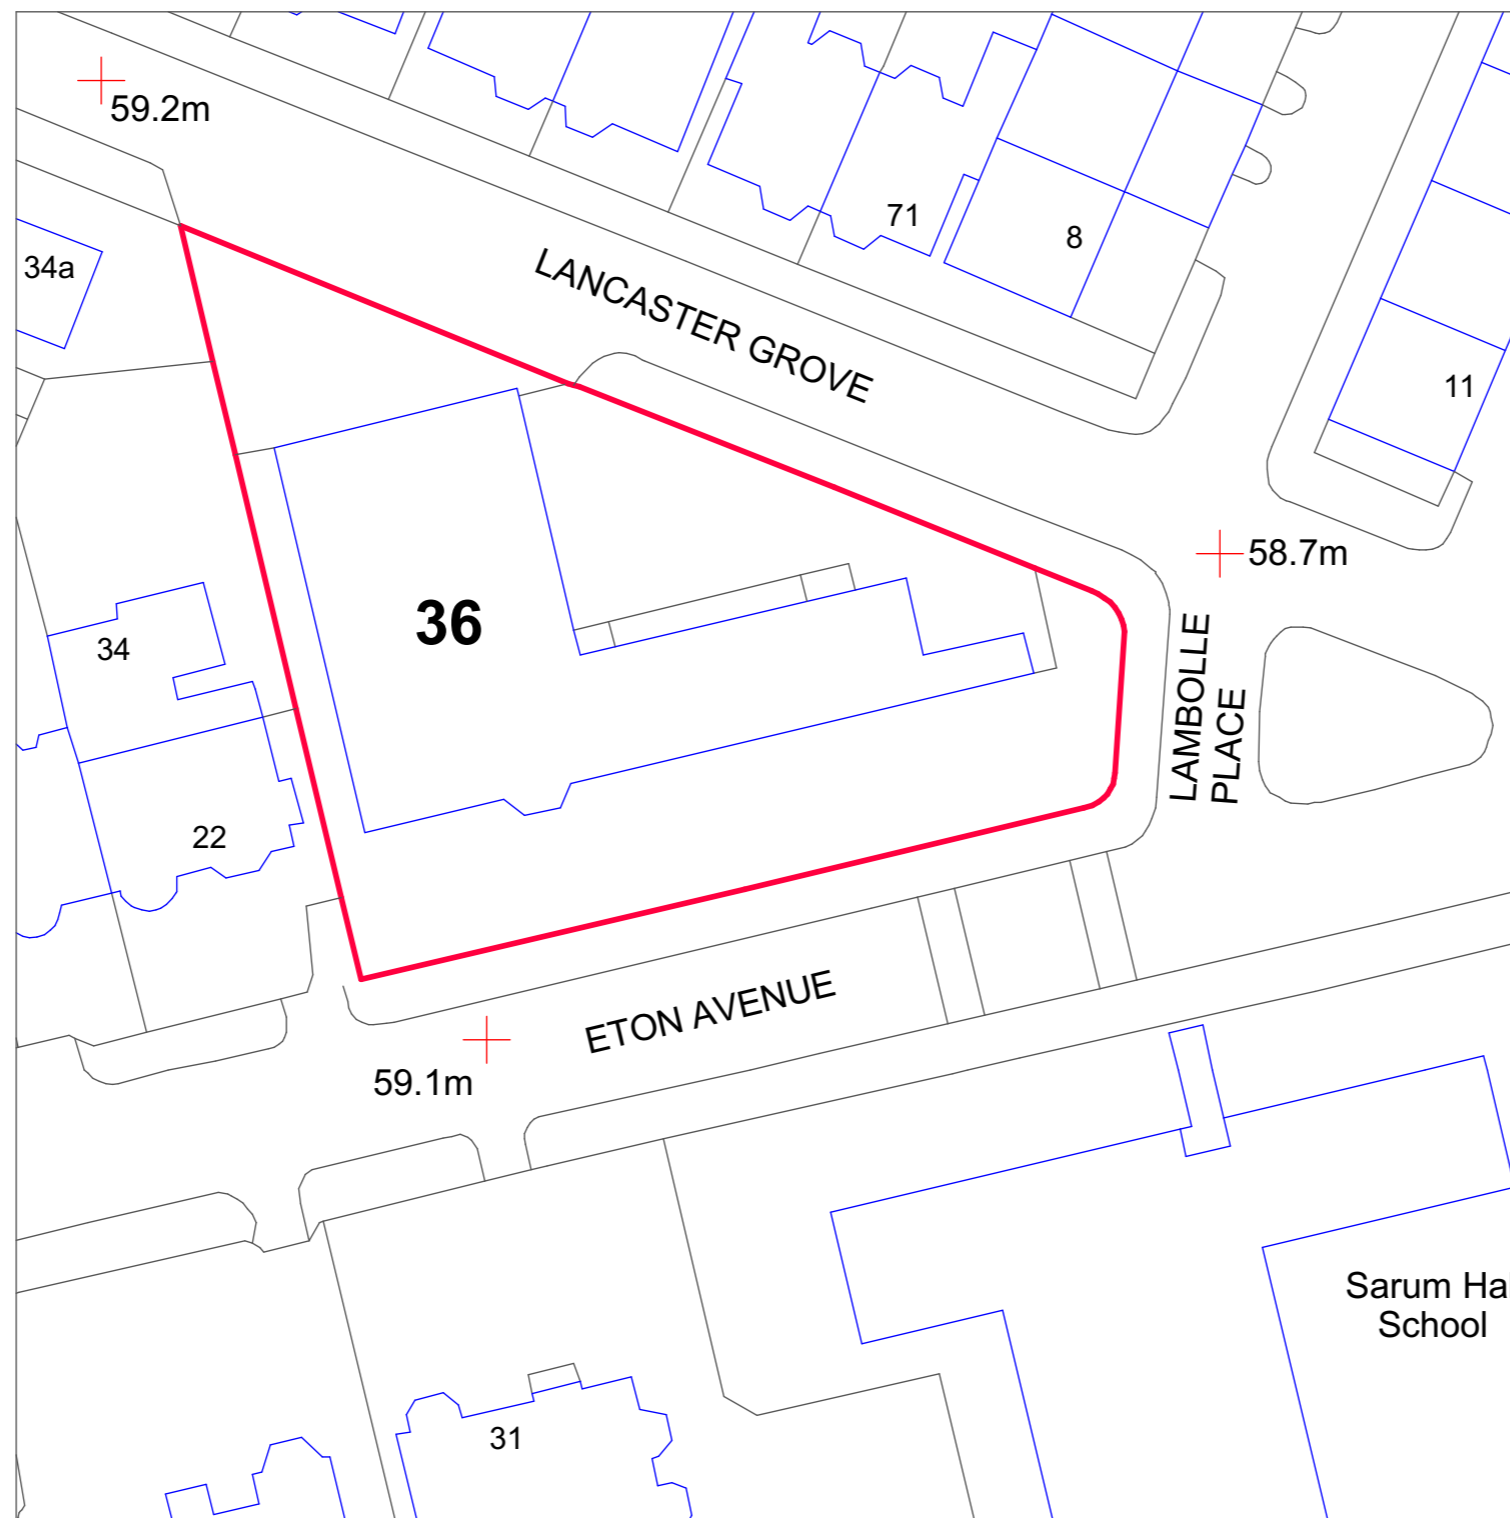 59.2m
34a
71
8
LANCASTER GROVE
11
58.7m
36
34
LAMBOLLE
PLACE
22
ETON AVENUE
59.1m
Sarum Hal
School
31